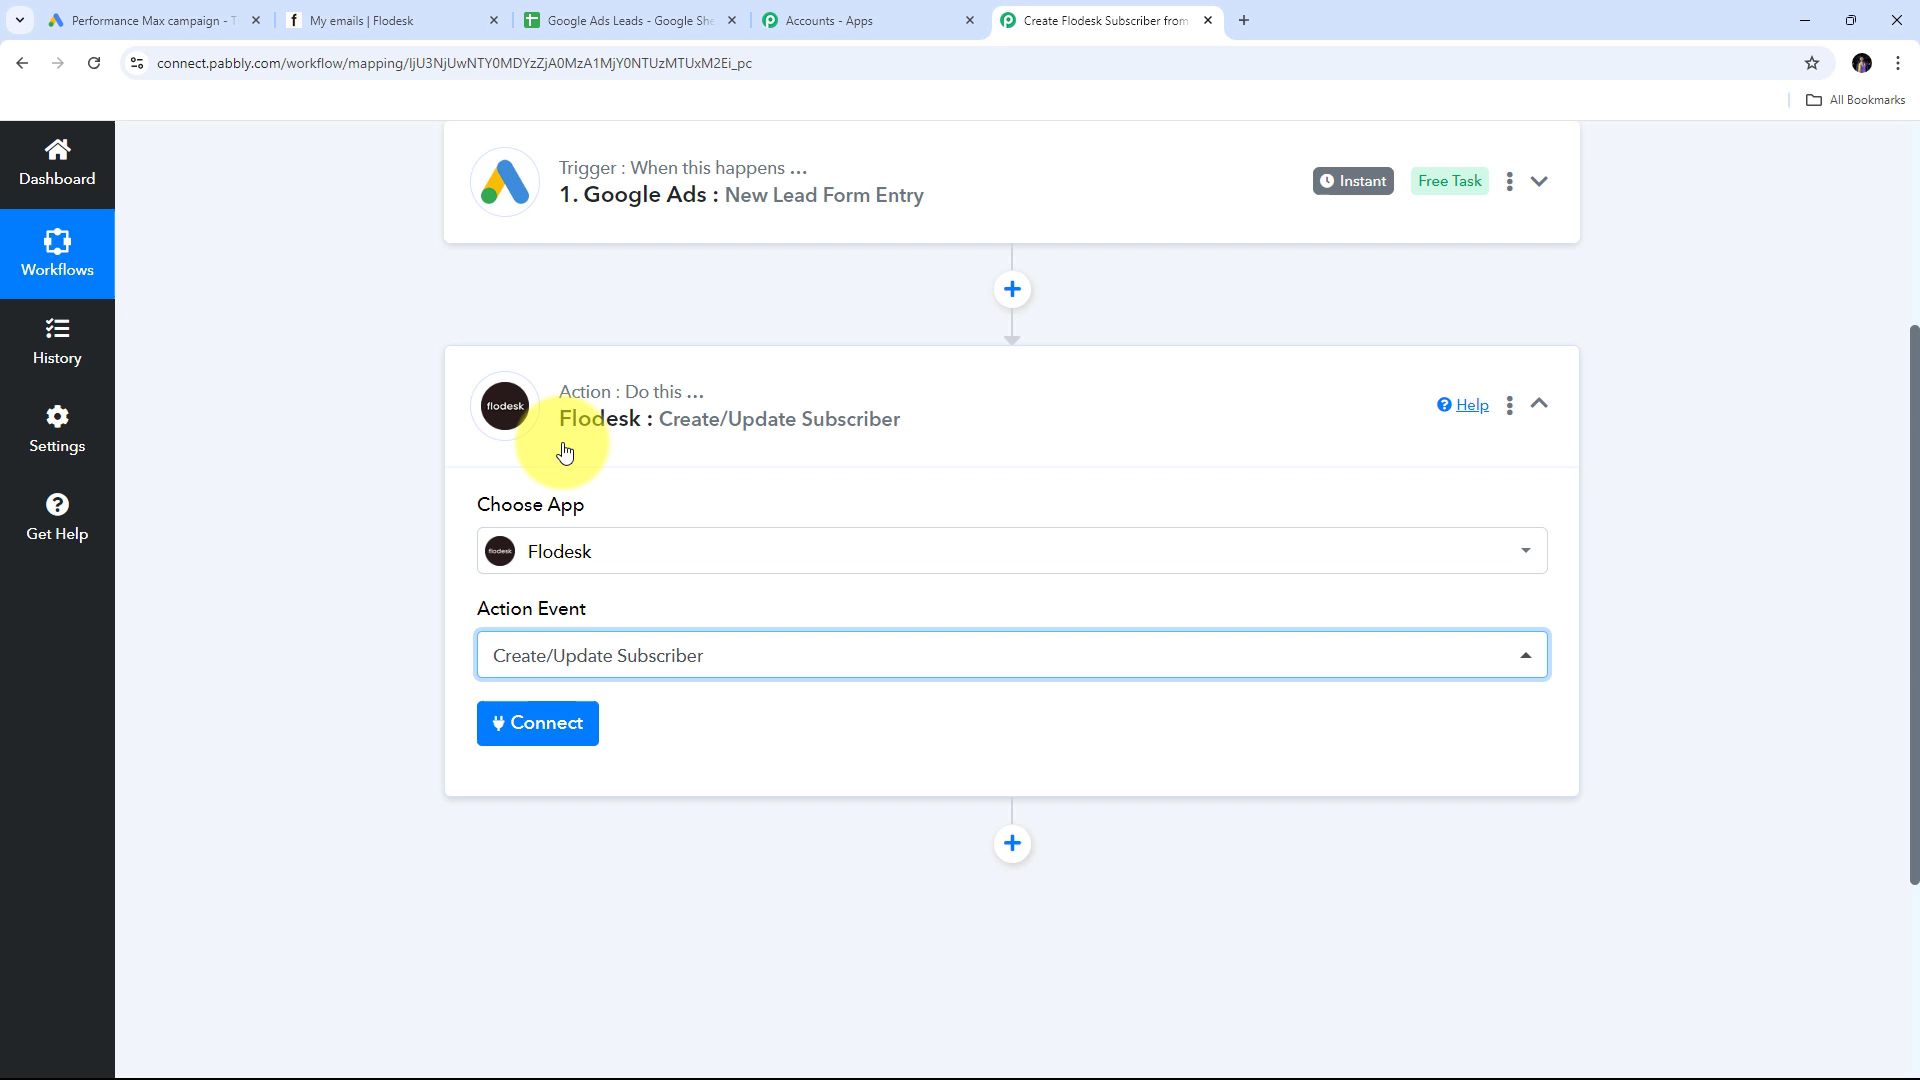 Performance Max campaign - T
My emails | Flodesk
Google Ads Leads - Google She
Accounts - Apps
Create Flodesk Subscriber from
connect.pabbly.com/workflow/mapping/IjU3NjUwNTY0MDYzZjA0MzA1MjY0NTUzMTUxM2Ei_pc
All Bookmarks
Dashboard
Workflows
History
Settings
Get Help
Trigger : When this happens ...
1. Google Ads : New Lead Form Entry
Instant
Free Task
flodesk
Action : Do this ...
Flodesk : Create/Update Subscriber
Help
Choose App
flodesk
Flodesk
Action Event
Create/Update Subscriber
Connect